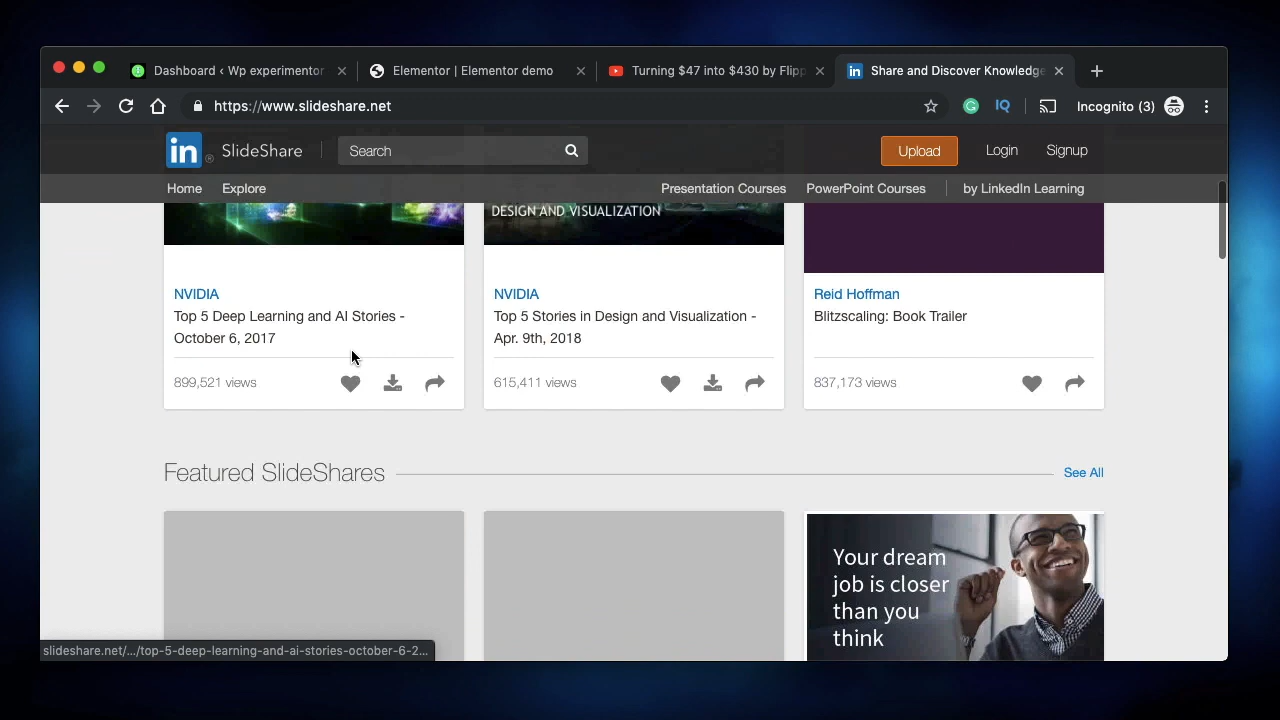 Dashboard ‹ Wp experimentor
Elementor | Elementor demo
Turning $47 into $430 by Flipp
Share and Discover Knowledge
https://www.slideshare.net
IQ
Incognito (3)
in ® SlideShare
Search
Upload
Login
Signup
Home
Explore
Presentation Courses
PowerPoint Courses
by LinkedIn Learning
DESIGN AND VISUALIZATION
NVIDIA
Top 5 Deep Learning and AI Stories -
October 6, 2017
899,521 views
NVIDIA
Top 5 Stories in Design and Visualization -
Apr. 9th, 2018
615,411 views
Reid Hoffman
Blitzscaling: Book Trailer
837,173 views
Featured SlideShares
See All
Your dream
job is closer
than you
think
slideshare.net/.../top-5-deep-learning-and-ai-stories-october-6-2...